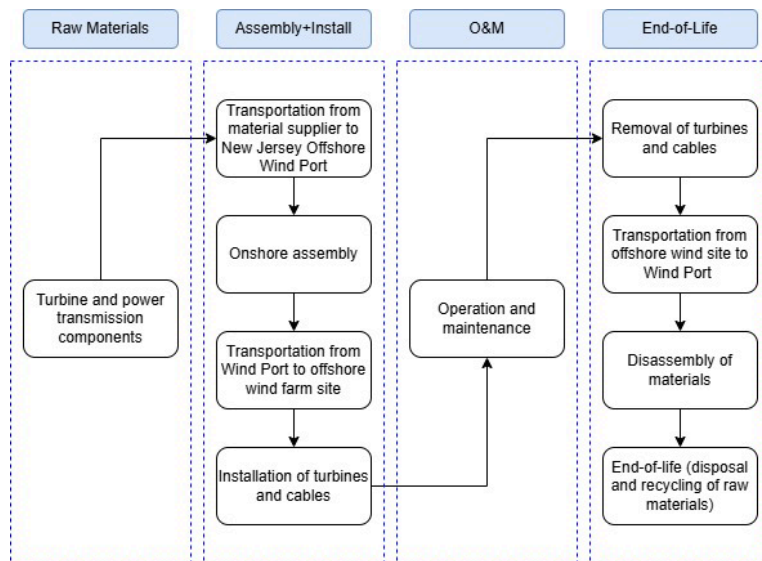 Raw Materials
Assembly+Install
O&M
End-of-Life
Turbine and power
transmission
components
Transportation from
material supplier to
New Jersey Offshore
Wind Port
Onshore assembly
Transportation from
Wind Port to offshore
wind farm site
Installation of turbines
and cables
Operation and
maintenance
Removal of turbines
and cables
Transportation from
offshore wind site to
Wind Port
Disassembly of
materials
End-of-life (disposal
and recycling of raw
materials)